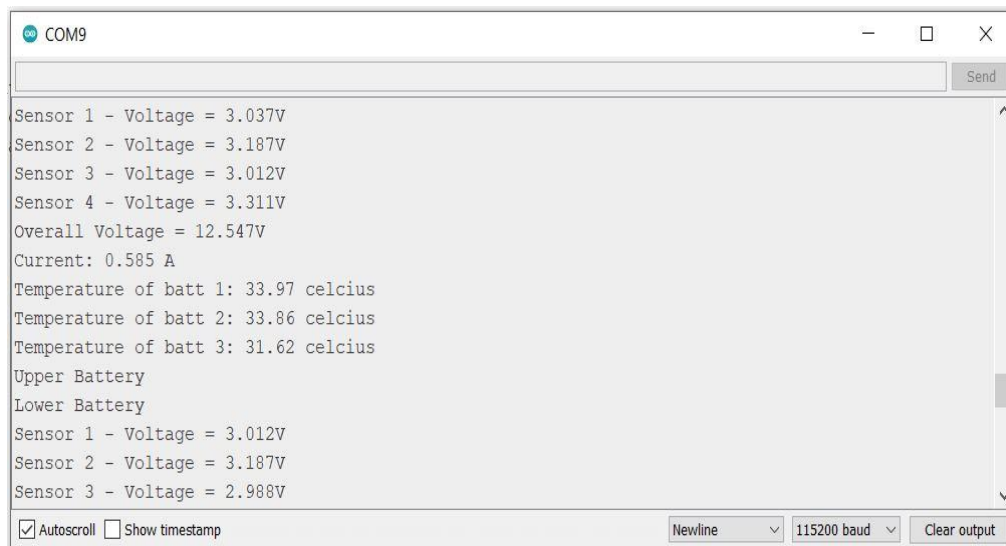 COM9
Send
Sensor 1 - Voltage = 3.037V
Sensor 2 - Voltage = 3.187V
Sensor 3 - Voltage = 3.012V
Sensor 4 - Voltage = 3.311V
Overall Voltage = 12.547V
Current: 0.585 A
Temperature of batt 1: 33.97 celcius
Temperature of batt 2: 33.86 celcius
Temperature of batt 3: 31.62 celcius
Upper Battery
Lower Battery
Sensor 1 - Voltage = 3.012V
Sensor 2 - Voltage = 3.187V
Sensor 3 - Voltage = 2.988V
Autoscroll Show timestamp Newline 115200 baud Clear output